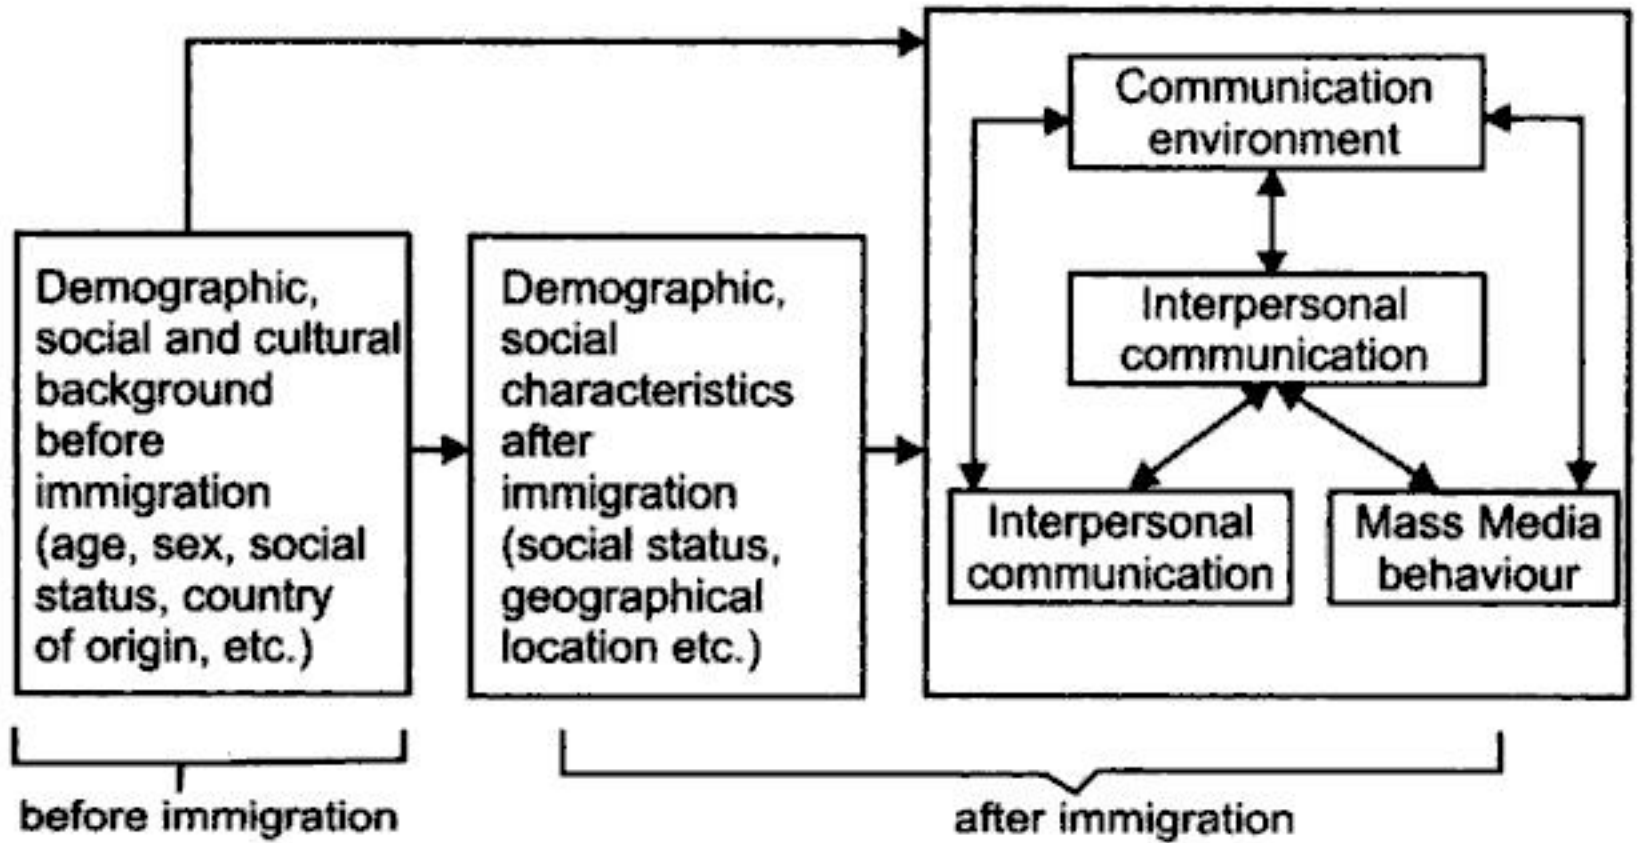 Communication
environment
Demographic,
social and cultural
background
before
immigration
(age, sex, social
status, country
of origin, etc.)
Demographic,
social
characteristics
after
immigration
(social status,
geographical
location etc.)
Interpersonal
communication
Interpersonal
communication
Mass Media
behaviour
before immigration
after immigration